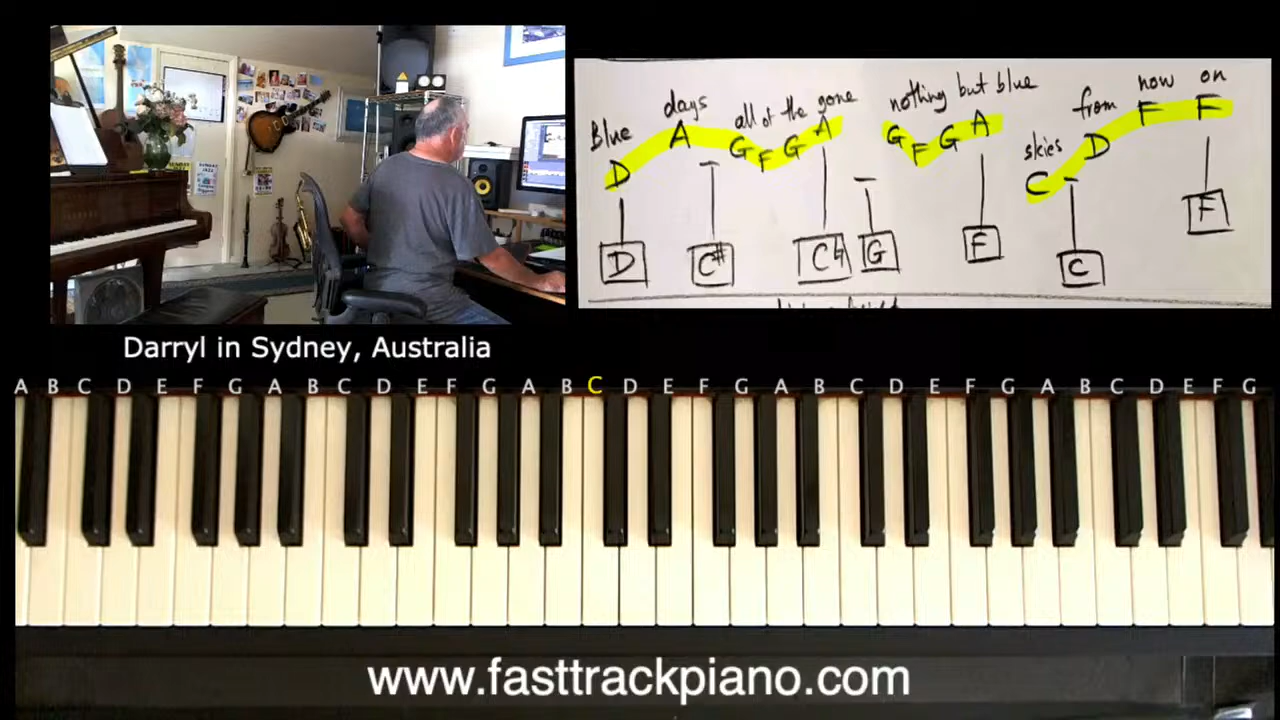 Blue days all of the gone nothing but blue skies from now on
D A G F G A G F G A C D F F
D C# C♮ G F C F
Darryl in Sydney, Australia
A B C D E F G A B C D E F G A B C D E F G A B C D E F G A B C D E F G
www.fasttrackpiano.com